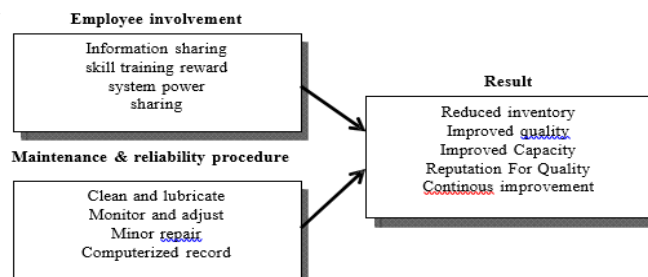 Employee involvement
Information sharing
skill training reward
system power
sharing
Maintenance & reliability procedure
Clean and lubricate
Monitor and adjust
Minor repair
Computerized record
Result
Reduced inventory
Improved quality
Improved Capacity
Reputation For Quality
Continous improvement